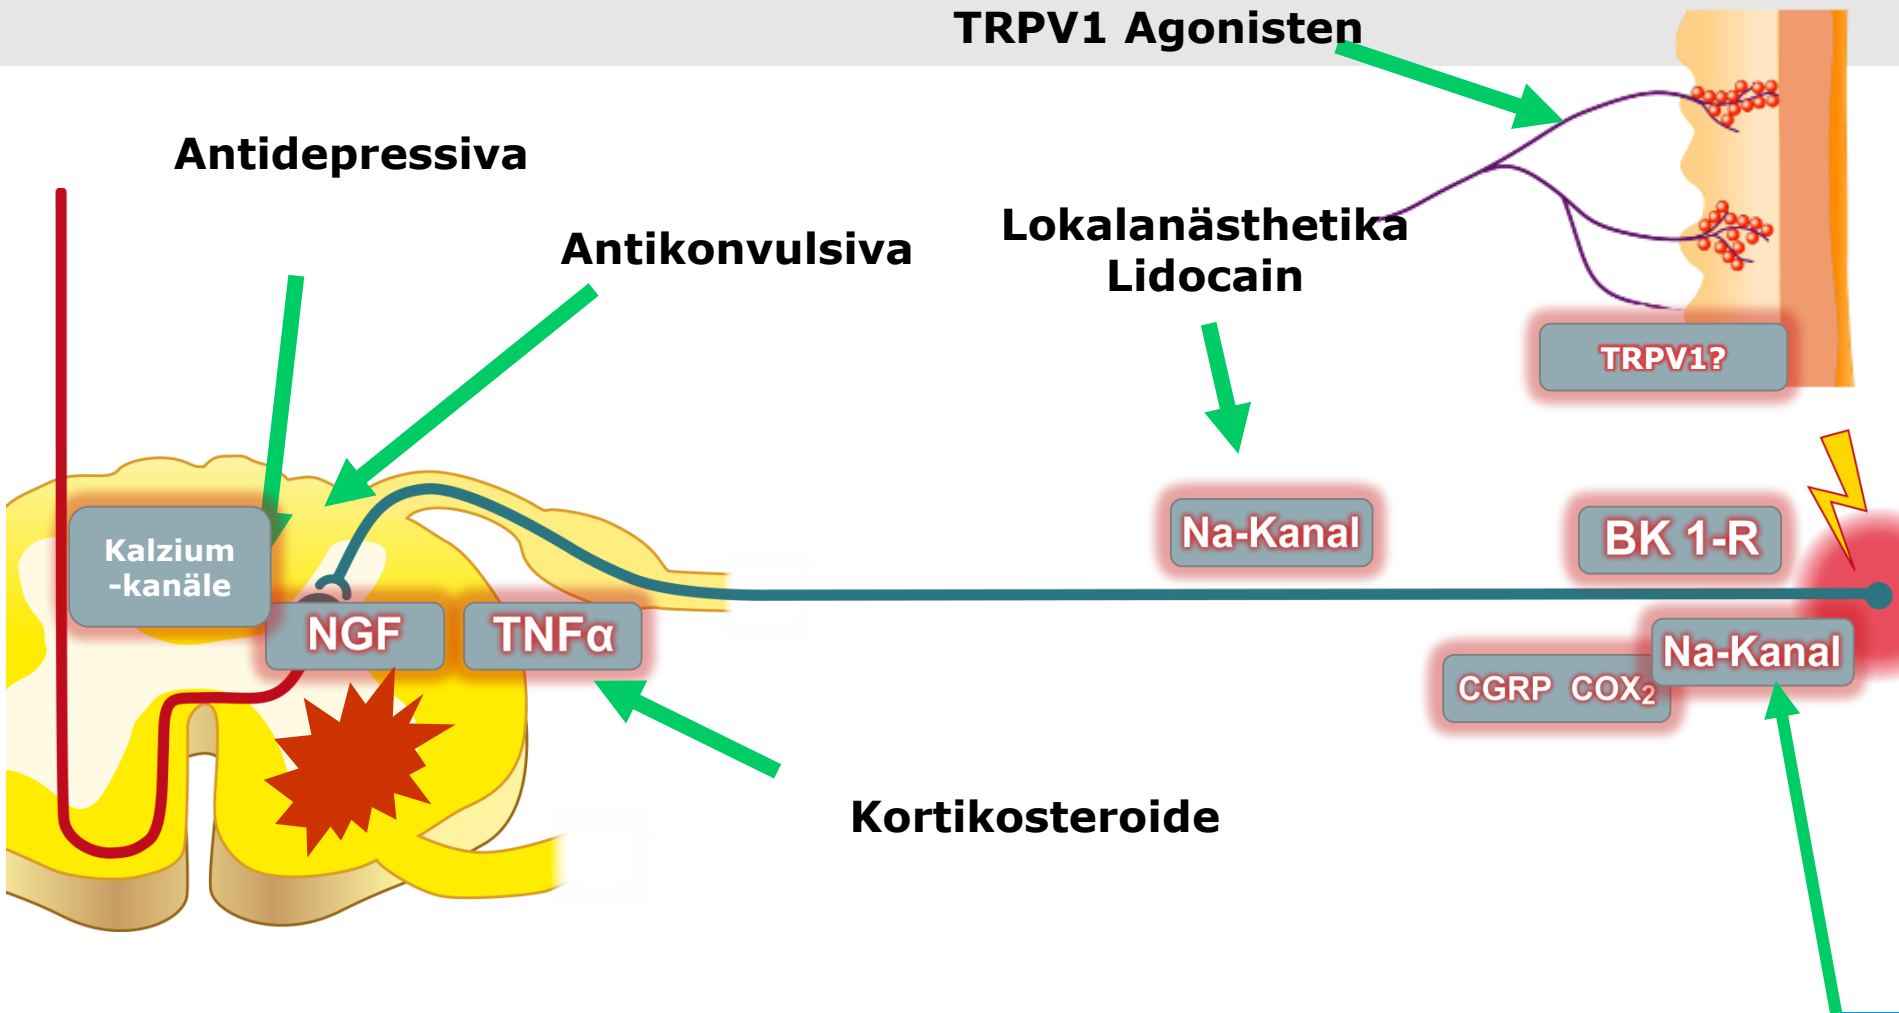 TRPV1 Agonisten
Antidepressiva
Antikonvulsiva
Lokalanästhetika
Lidocain
TRPV1?
Na-Kanal
BK 1-R
Kalzium
-kanäle
NGF
TNFα
Na-Kanal
CGRP COX₂
Kortikosteroide